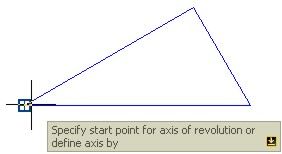 Specify start point for axis of revolution or
define axis by